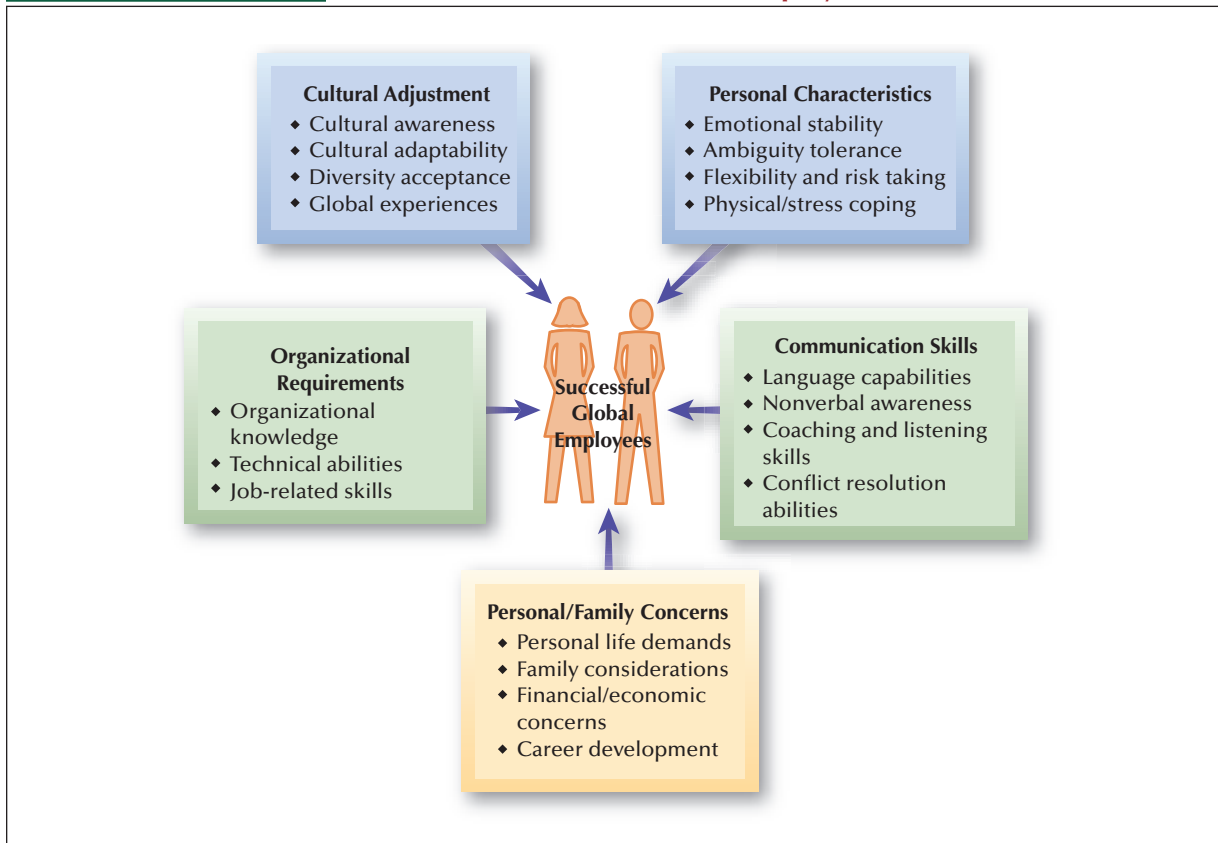 Cultural Adjustment
◆ Cultural awareness
◆ Cultural adaptability
◆ Diversity acceptance
◆ Global experiences
Personal Characteristics
◆ Emotional stability
◆ Ambiguity tolerance
◆ Flexibility and risk taking
◆ Physical/stress coping
Organizational
Requirements
◆ Organizational
knowledge
◆ Technical abilities
◆ Job-related skills
Successful
Global
Employees
Communication Skills
◆ Language capabilities
◆ Nonverbal awareness
◆ Coaching and listening
skills
◆ Conflict resolution
abilities
Personal/Family Concerns
◆ Personal life demands
◆ Family considerations
◆ Financial/economic
concerns
◆ Career development